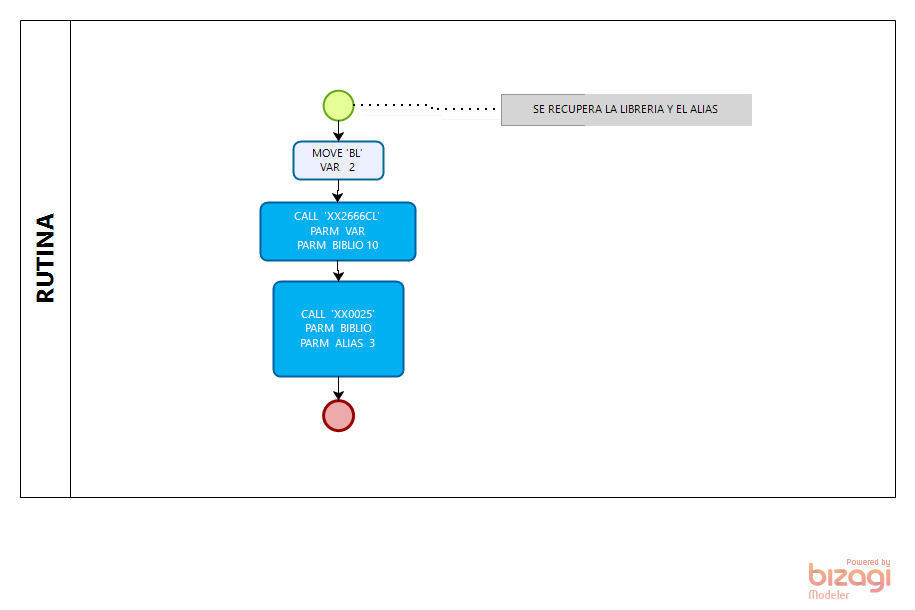 RUTINA
SE RECUPERA LA LIBRERIA Y EL ALIAS
MOVE 'BL'
VAR 2
CALL 'XX2666CL'
PARM VAR
PARM BIBLIO 10
CALL 'XX0025'
PARM BIBLIO
PARM ALIAS 3
Powered by
bizagi
Modeler